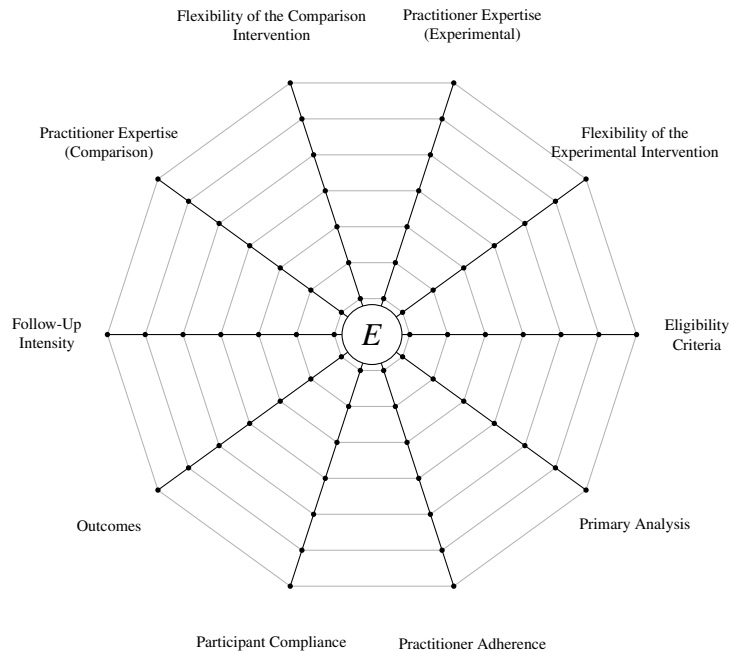 Flexibility of the Comparison
Intervention
Practitioner Expertise
(Experimental)
Practitioner Expertise
(Comparison)
Flexibility of the
Experimental Intervention
Follow-Up
Intensity
E
Eligibility
Criteria
Outcomes
Primary Analysis
Participant Compliance
Practitioner Adherence